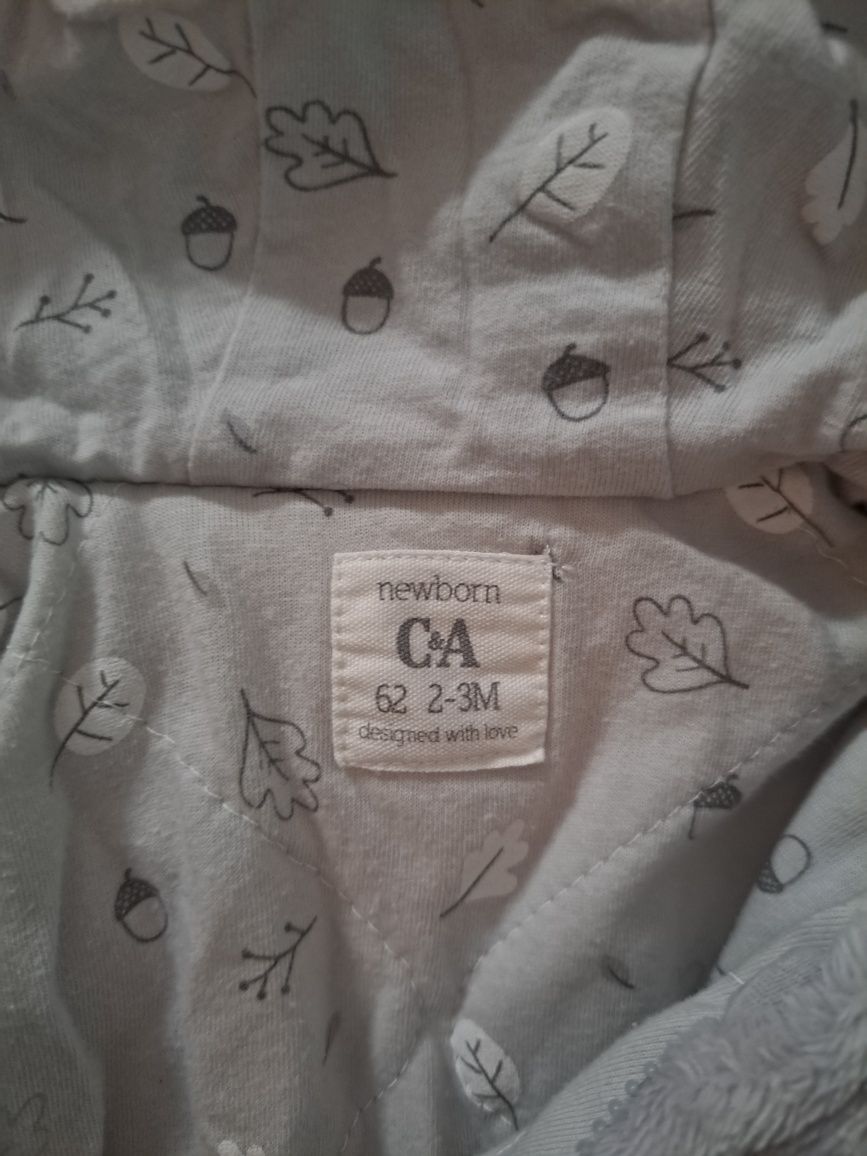 newborn
C&A
62 2-3M
designed with love